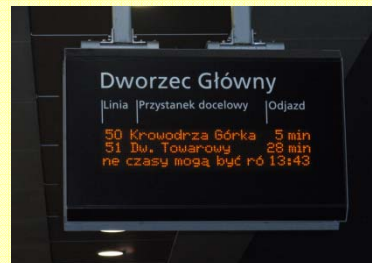 Dworzec Główny
Linia Przystanek docelowy Odjazd
50 Krowodrza Górka 5 min
51 Dw. Towarowy 28 min
ne czasy mogą być ró 13:43